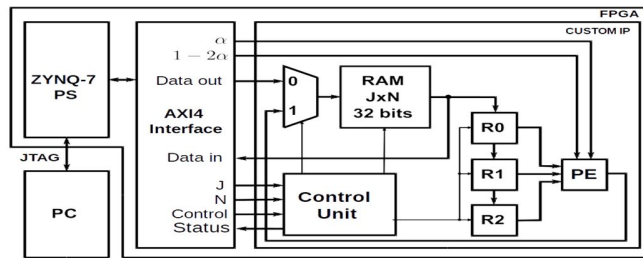 FPGA
CUSTOM IP
α
1 − 2α
ZYNQ-7
PS
Data out
0
1
RAM
JxN
32 bits
AXI4
Interface
R0
JTAG
Data in
R1
PE
PC
J
N
Control
Status
Control
Unit
R2